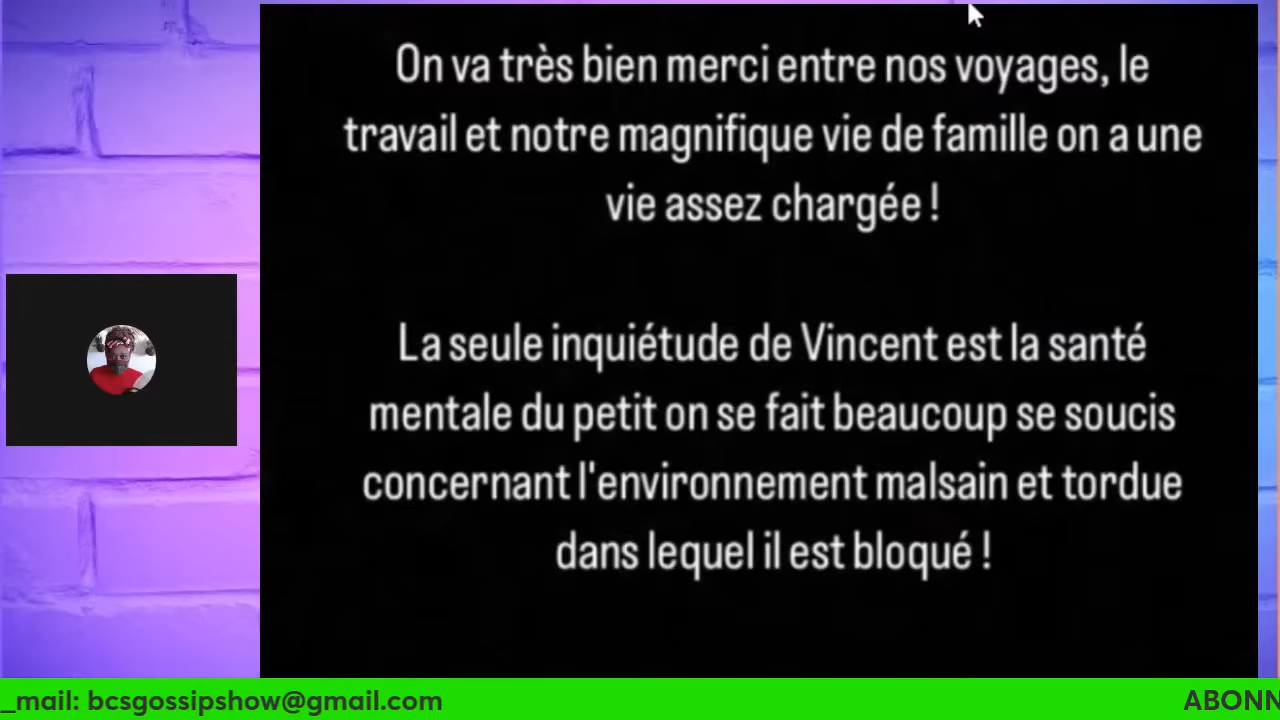 On va très bien merci entre nos voyages, le
travail et notre magnifique vie de famille on a une
vie assez chargée !
La seule inquiétude de Vincent est la santé
mentale du petit on se fait beaucoup se soucis
concernant l'environnement malsain et tordue
dans lequel il est bloqué !
_mail: bcsgossipshow@gmail.com
ABONN